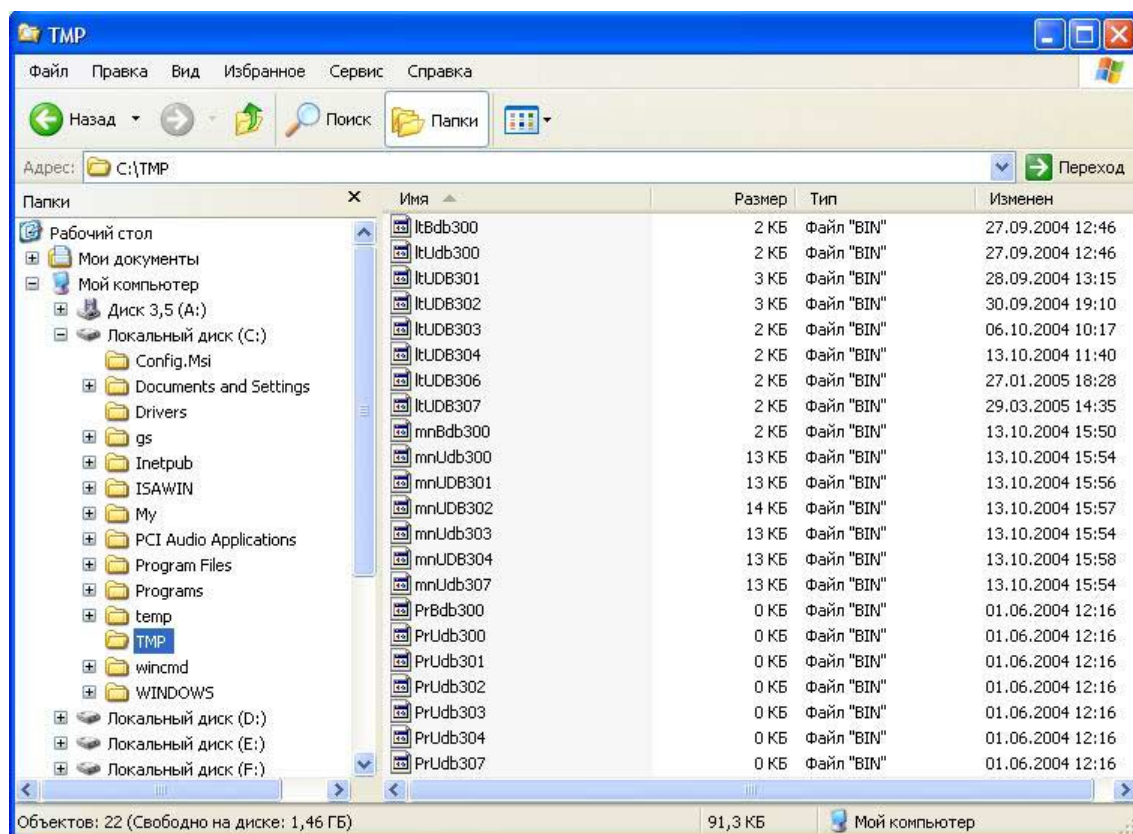 TMP
Файл Правка Вид Избранное Сервис Справка
Назад Поиск Папки
Адрес: C:\TMP Переход
Папки
Рабочий стол
Мои документы
Мой компьютер
Диск 3,5 (A:)
Локальный диск (C:)
Config.Msi
Documents and Settings
Drivers
gs
Inetpub
ISAWIN
My
PCI Audio Applications
Program Files
Programs
temp
TMP
wincmd
WINDOWS
Локальный диск (D:)
Локальный диск (E:)
Локальный диск (F:)
Имя Размер Тип Изменен
ltBdb300 2 КБ Файл "BIN" 27.09.2004 12:46
ltUdb300 2 КБ Файл "BIN" 27.09.2004 12:46
ltUDB301 3 КБ Файл "BIN" 28.09.2004 13:15
ltUDB302 3 КБ Файл "BIN" 30.09.2004 19:10
ltUDB303 2 КБ Файл "BIN" 06.10.2004 10:17
ltUDB304 2 КБ Файл "BIN" 13.10.2004 11:40
ltUDB306 2 КБ Файл "BIN" 27.01.2005 18:28
ltUDB307 2 КБ Файл "BIN" 29.03.2005 14:35
mnBdb300 2 КБ Файл "BIN" 13.10.2004 15:50
mnUdb300 13 КБ Файл "BIN" 13.10.2004 15:54
mnUDB301 13 КБ Файл "BIN" 13.10.2004 15:56
mnUDB302 14 КБ Файл "BIN" 13.10.2004 15:57
mnUdb303 13 КБ Файл "BIN" 13.10.2004 15:54
mnUDB304 13 КБ Файл "BIN" 13.10.2004 15:58
mnUdb307 13 КБ Файл "BIN" 13.10.2004 15:54
PrBdb300 0 КБ Файл "BIN" 01.06.2004 12:16
PrUdb300 0 КБ Файл "BIN" 01.06.2004 12:16
PrUdb301 0 КБ Файл "BIN" 01.06.2004 12:16
PrUdb302 0 КБ Файл "BIN" 01.06.2004 12:16
PrUdb303 0 КБ Файл "BIN" 01.06.2004 12:16
PrUdb304 0 КБ Файл "BIN" 01.06.2004 12:16
PrUdb307 0 КБ Файл "BIN" 01.06.2004 12:16
Объектов: 22 (Свободно на диске: 1,46 ГБ) 91,3 КБ Мой компьютер